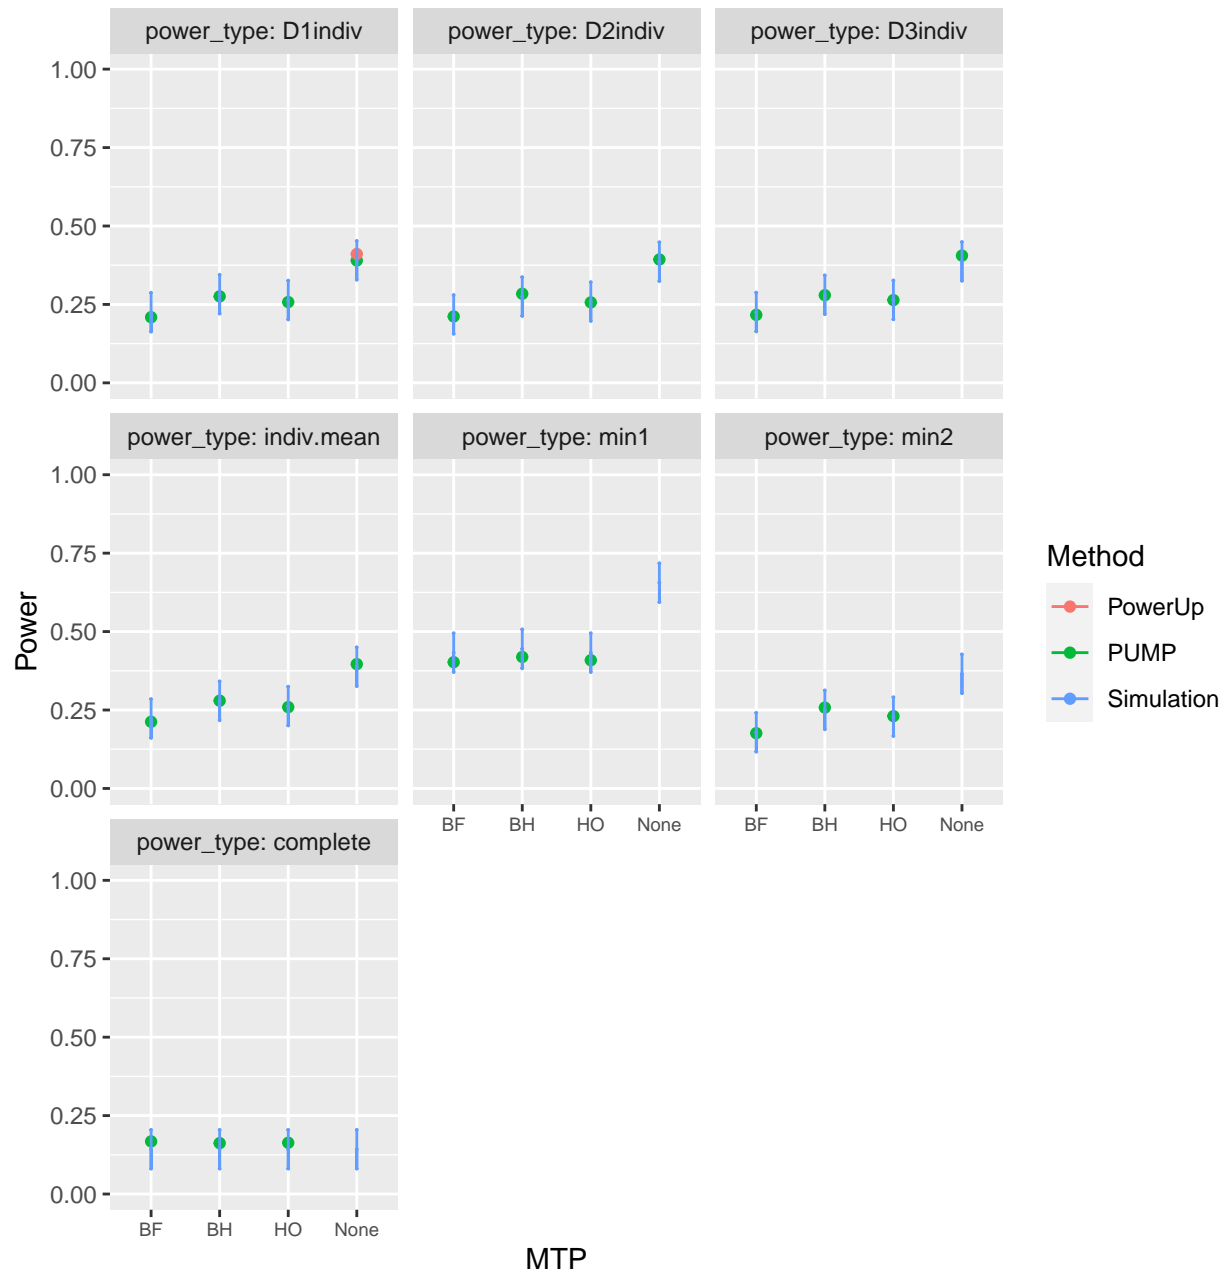 power_type: D1indiv
power_type: D2indiv
power_type: D3indiv
1.00
0.75
0.50
0.25
0.00
power_type: indiv.mean
power_type: min1
power_type: min2
1.00
0.75
0.50
0.25
0.00
BF BH HO None
BF BH HO None
power_type: complete
1.00
0.75
0.50
0.25
0.00
BF BH HO None
MTP
Power
Method
PowerUp
PUMP
Simulation